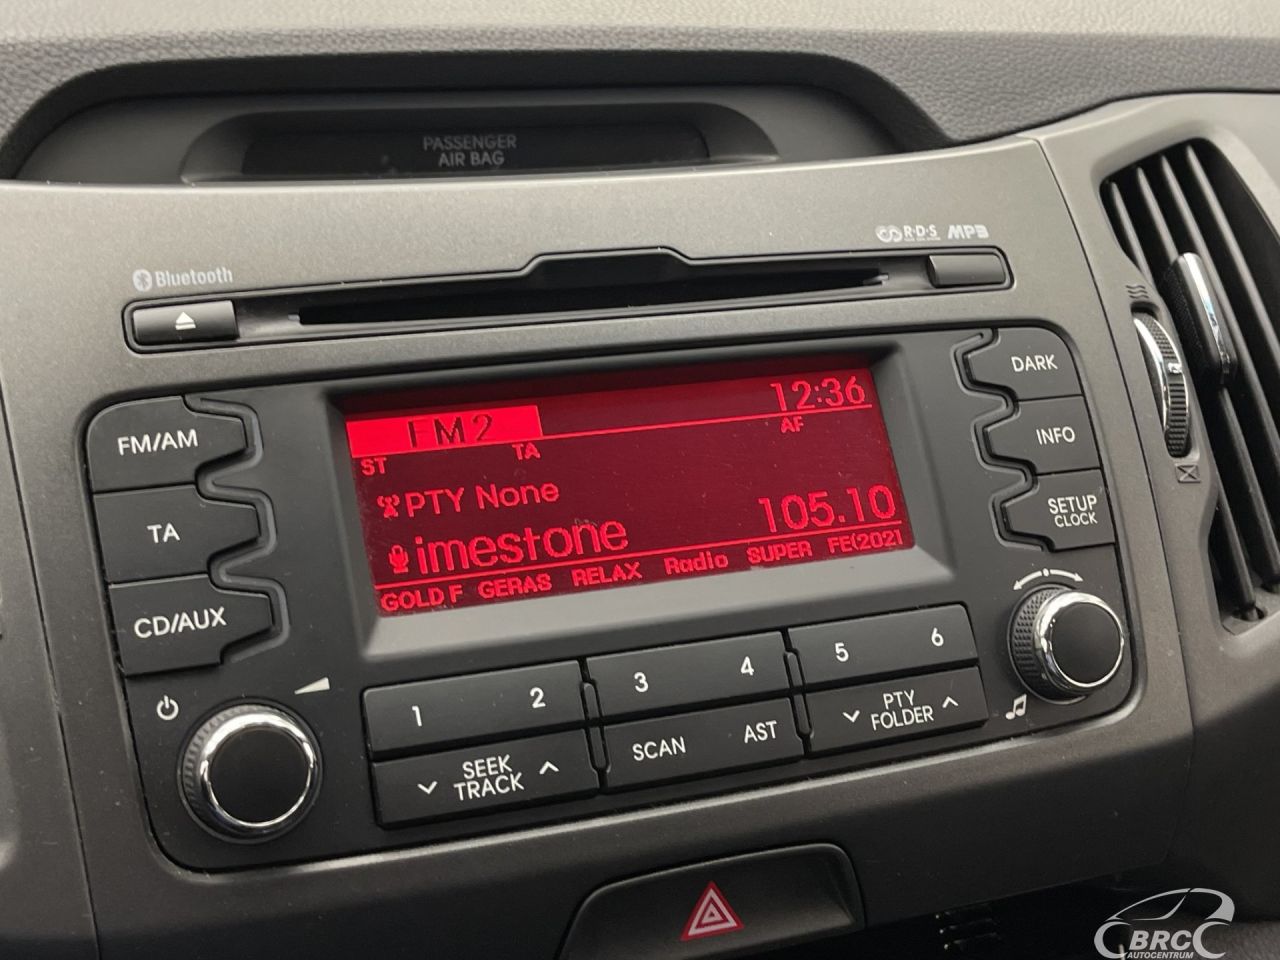 PASSENGER
AIR BAG
Bluetooth
R·D·S MP3
FM/AM
TA
CD/AUX
FM2 12:36
ST TA AF
PTY None
imestone 105.10
GOLD F GERAS RELAX Radio SUPER FE(2021
DARK
INFO
SETUP
CLOCK
1 2 3 4 5 6
SEEK
TRACK
SCAN AST
PTY
FOLDER
BRC
AUTOCENTRUM